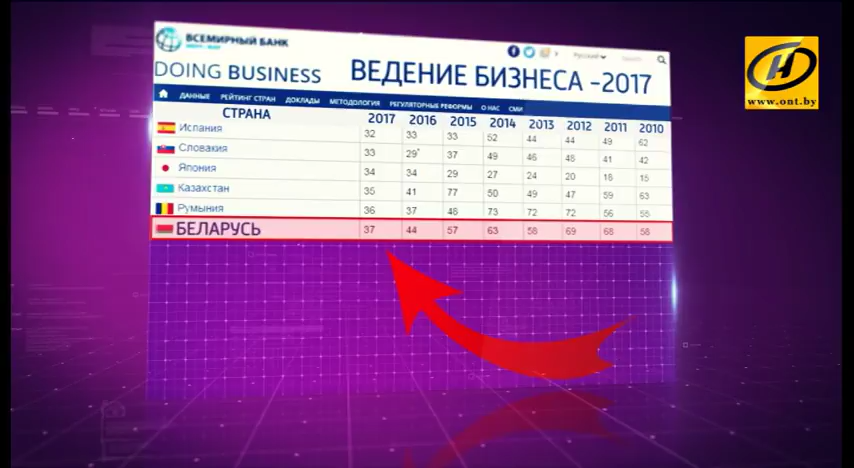 ВСЕМИРНЫЙ БАНК
www.ont.by
DOING BUSINESS ВЕДЕНИЕ БИЗНЕСА -2017
ДАННЫЕ РЕЙТИНГ СТРАН ДОКЛАДЫ МЕТОДОЛОГИЯ РЕГУЛЯТОРНЫЕ РЕФОРМЫ О НАС СМИ
СТРАНА 2017 2016 2015 2014 2013 2012 2011 2010
Испания 32 33 33 52 44 44 49 62
Словакия 33 29* 37 49 46 48 41 42
Япония 34 34 29 27 24 20 18 15
Казахстан 35 41 77 50 49 47 59 63
Румыния 36 37 48 73 72 72 56 55
БЕЛАРУСЬ 37 44 57 63 58 69 68 58